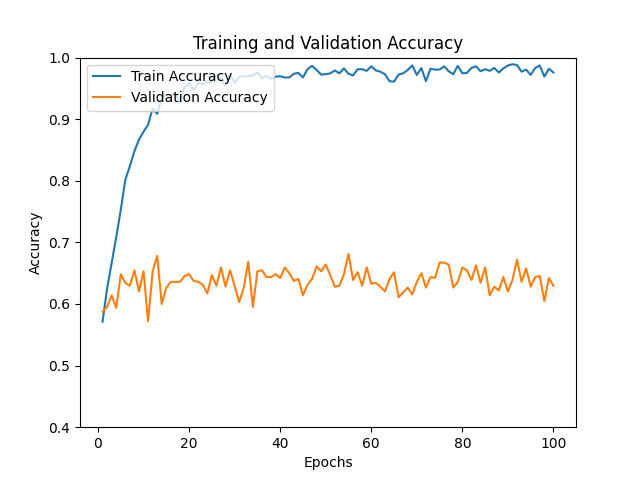 Training and Validation Accuracy
1.0
Train Accuracy
Validation Accuracy
0.9
0.8
0.7
Accuracy
0.6
0.5
0.4
0 20 40 60 80 100
Epochs